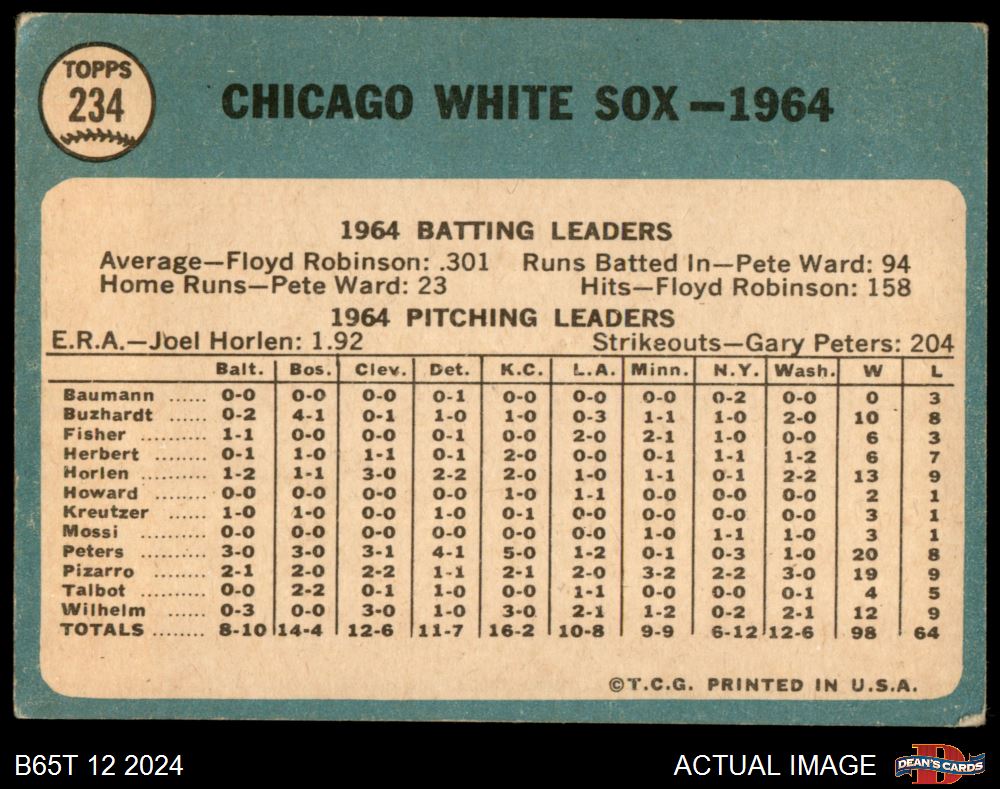 TOPPS
234
CHICAGO WHITE SOX—1964
1964 BATTING LEADERS
Average—Floyd Robinson: .301 Runs Batted In—Pete Ward: 94
Home Runs—Pete Ward: 23 Hits—Floyd Robinson: 158
1964 PITCHING LEADERS
E.R.A.—Joel Horlen: 1.92 Strikeouts—Gary Peters: 204
Balt. Bos. Clev. Det. K.C. L.A. Minn. N.Y. Wash. W L
Baumann ...... 0-0 0-0 0-0 0-1 0-0 0-0 0-0 0-2 0-0 0 3
Buzhardt ...... 0-2 4-1 0-1 1-0 1-0 0-3 1-1 1-0 2-0 10 8
Fisher .......... 1-1 0-0 0-0 0-1 0-0 2-0 2-1 1-0 0-0 6 3
Herbert ........ 0-1 1-0 1-1 0-1 2-0 0-0 0-1 1-1 1-2 6 7
Horlen .......... 1-2 1-1 3-0 2-2 2-0 1-0 1-1 0-1 2-2 13 9
Howard ........ 0-0 0-0 0-0 0-0 1-0 1-1 0-0 0-0 0-0 2 1
Kreutzer ...... 1-0 1-0 0-0 1-0 0-1 0-0 0-0 0-0 0-0 3 1
Mossi .......... 0-0 0-0 0-0 0-0 0-0 0-0 1-0 1-1 1-0 3 1
Peters .......... 3-0 3-0 3-1 4-1 5-0 1-2 0-1 0-3 1-0 20 8
Pizarro ........ 2-1 2-0 2-2 1-1 2-1 2-0 3-2 2-2 3-0 19 9
Talbot .......... 0-0 2-2 0-1 1-0 0-0 1-1 0-0 0-0 0-1 4 5
Wilhelm ...... 0-3 0-0 3-0 1-0 3-0 2-1 1-2 0-2 2-1 12 9
TOTALS ........ 8-10 14-4 12-6 11-7 16-2 10-8 9-9 6-12 12-6 98 64
©T.C.G. PRINTED IN U.S.A.
B65T 12 2024 ACTUAL IMAGE
D
DEAN'S CARDS